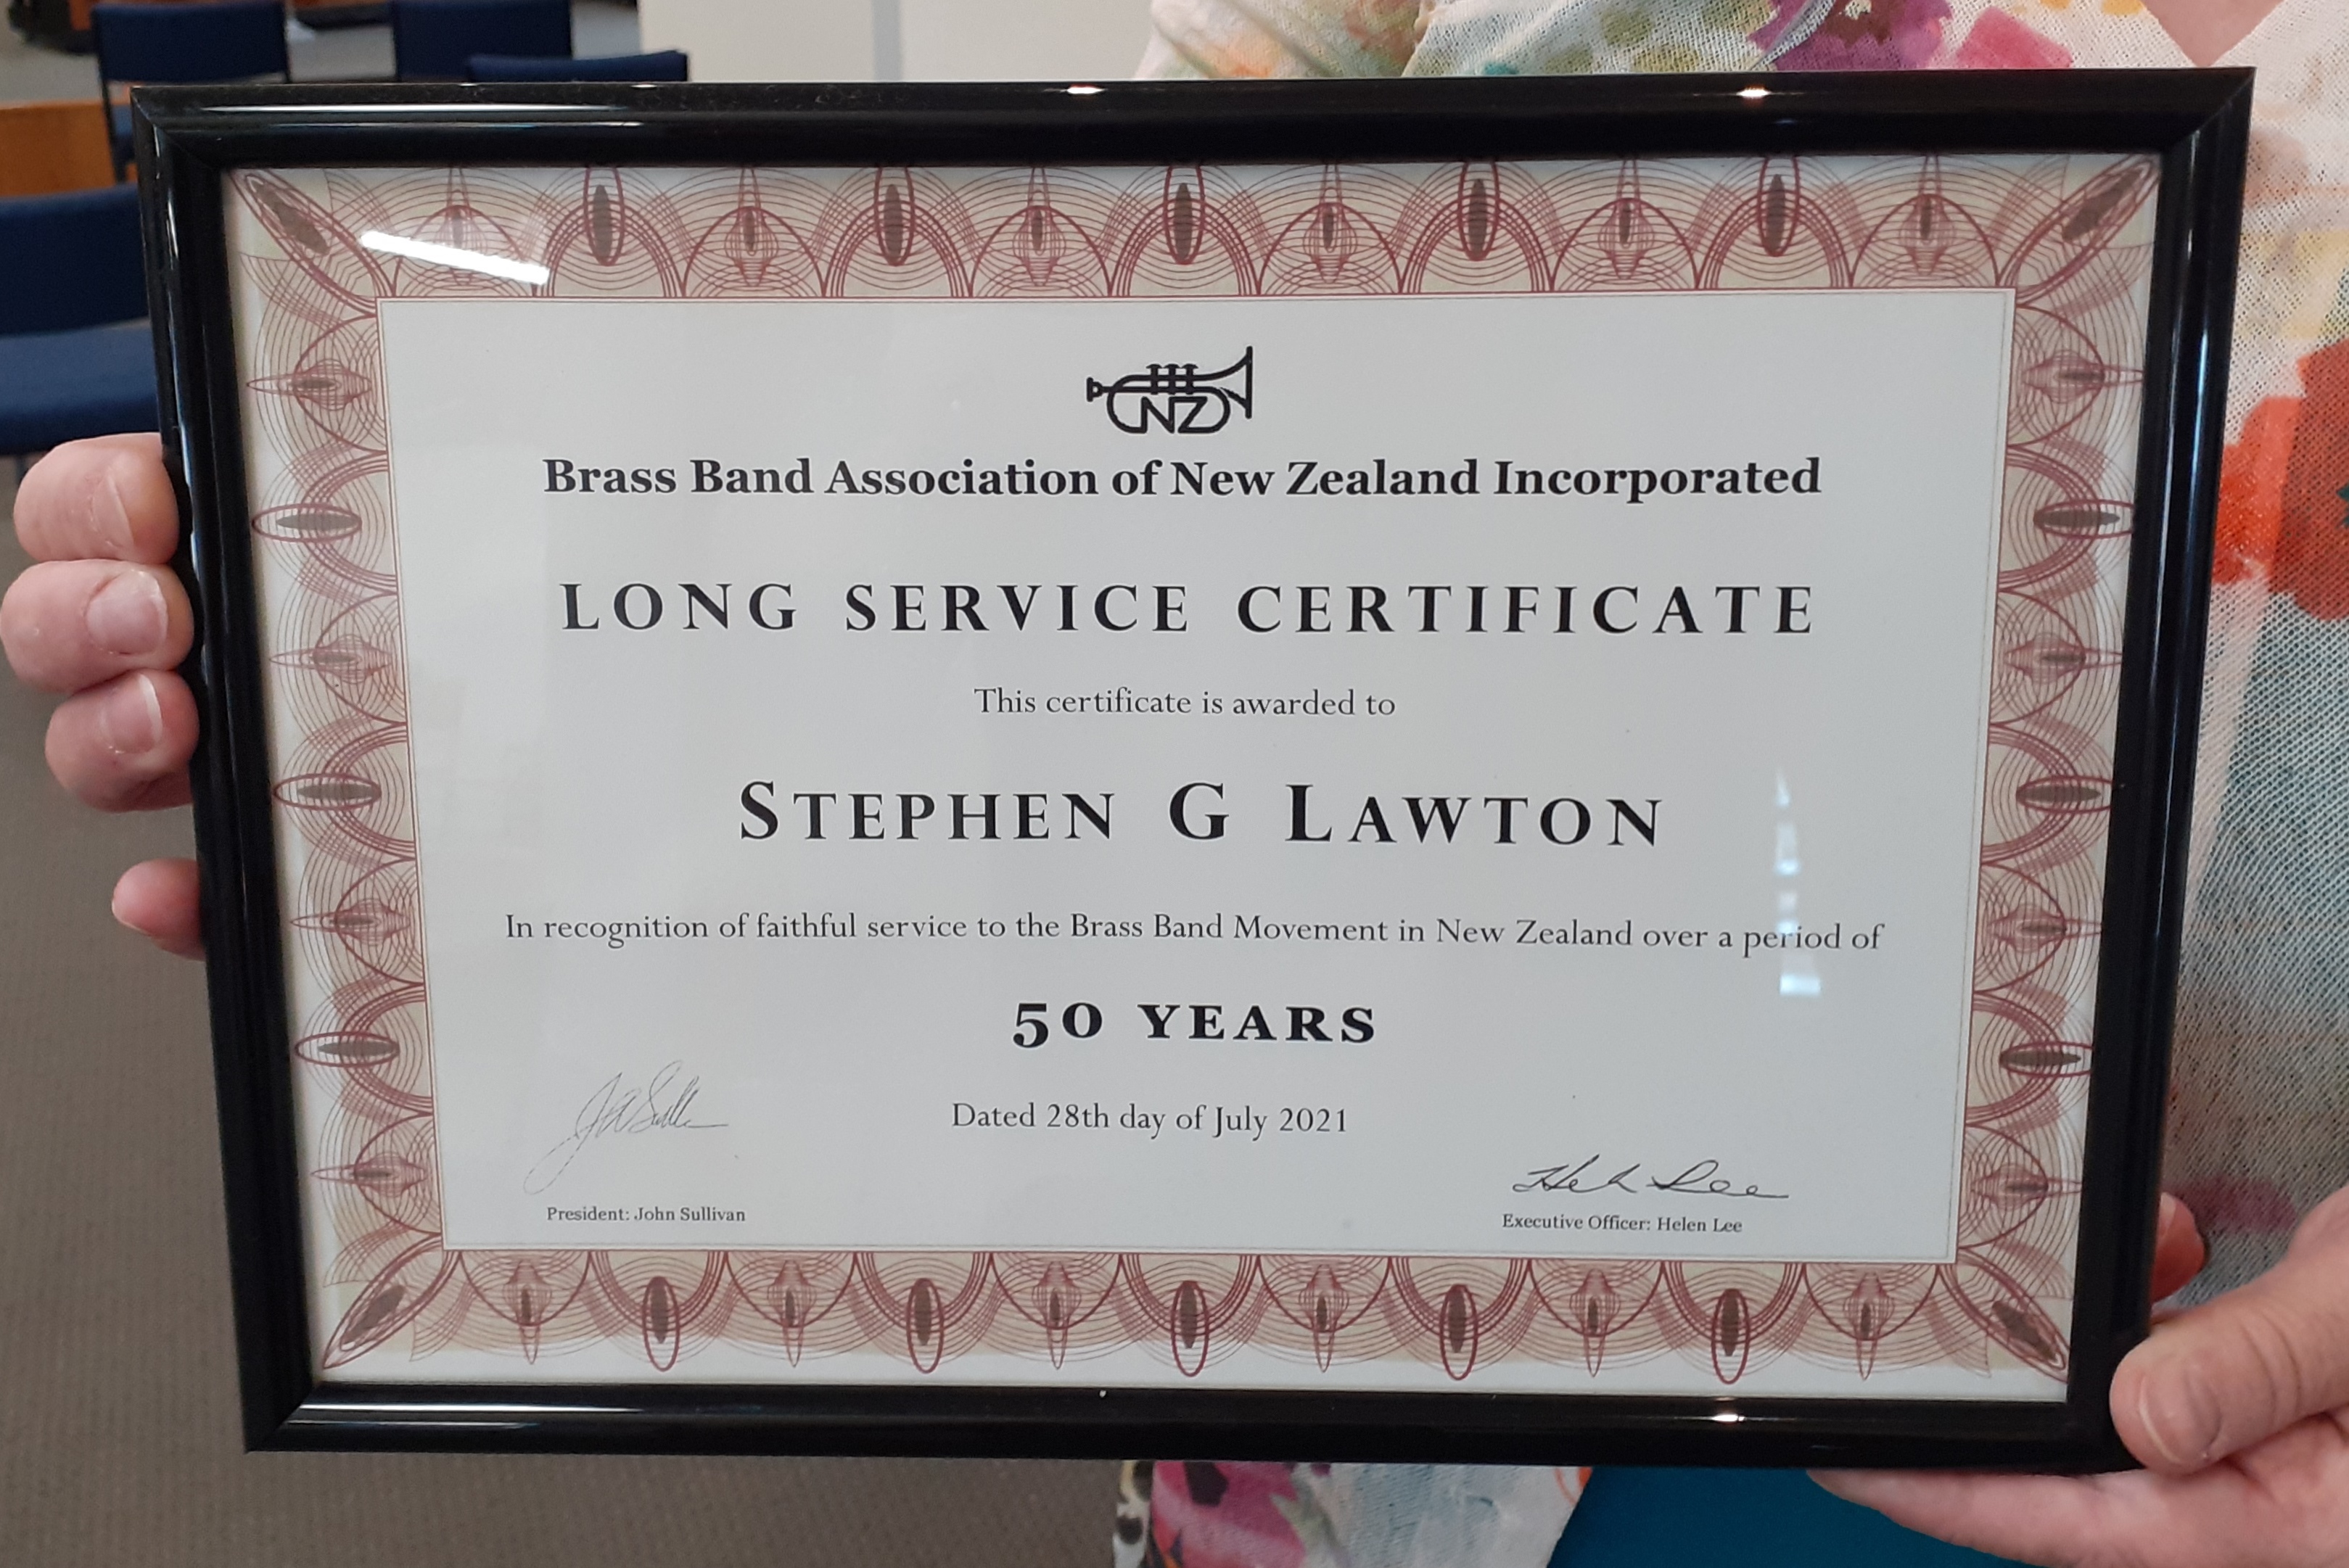 NZ
Brass Band Association of New Zealand Incorporated
LONG SERVICE CERTIFICATE
This certificate is awarded to
STEPHEN G LAWTON
In recognition of faithful service to the Brass Band Movement in New Zealand over a period of
50 YEARS
Dated 28th day of July 2021
President: John Sullivan
Helen Lee
Executive Officer: Helen Lee